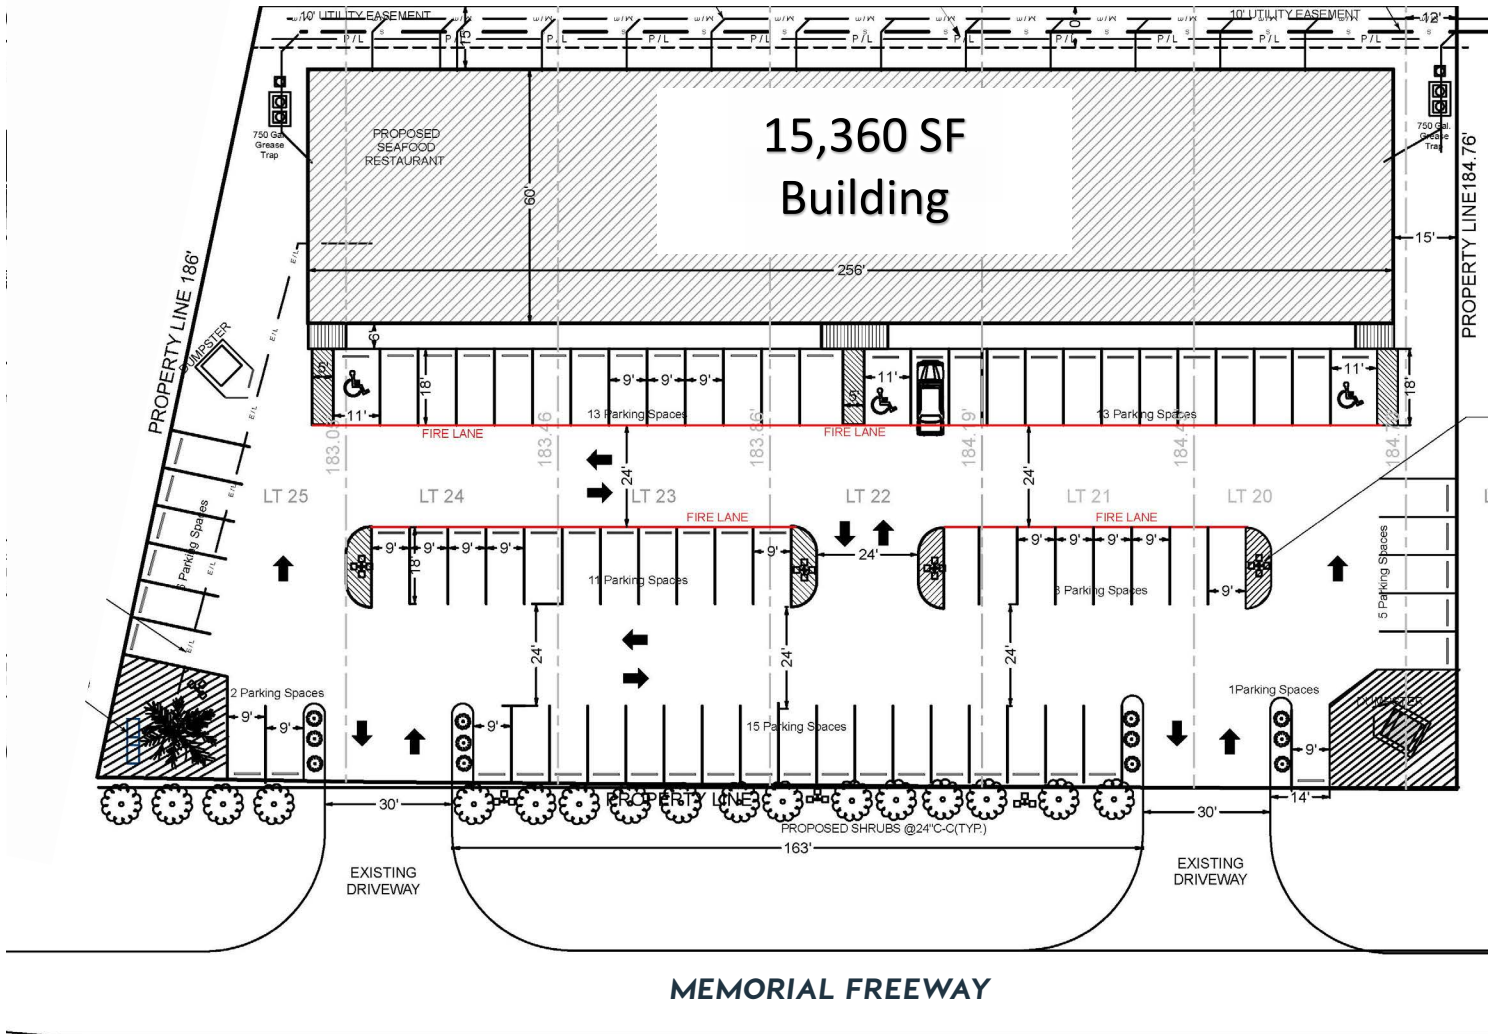 10' UTILITY EASEMENT
10' UTILITY EASEMENT
12'
P/L P/L P/L P/L P/L P/L P/L P/L P/L P/L P/L
15'
750 Gal.
Grease
Trap
PROPOSED
SEAFOOD
RESTAURANT
15,360 SF
Building
750 Gal.
Grease
Trap
60'
256'
15'
PROPERTY LINE 186'
PROPERTY LINE184.76'
DUMPSTER
E/L
E/L
6'
5'
11'
18'
9' 9' 9'
5'
11'
11'
18'
13 Parking Spaces
13 Parking Spaces
FIRE LANE
FIRE LANE
183.46
183.86'
184.19'
24'
24'
LT 25
LT 24
LT 23
LT 22
LT 21
LT 20
E/L
E/L
E/L
FIRE LANE
FIRE LANE
Parking Spaces
9' 9' 9' 9'
18'
9'
11 Parking Spaces
24'
9' 9' 9' 9'
Parking Spaces
9'
5 Parking Spaces
24'
24'
24'
E/L
2 Parking Spaces
9'
9'
9'
15 Parking Spaces
1Parking Spaces
9'
DUMPSTER
PROPERTY LINE
30'
30'
14'
PROPOSED SHRUBS @24"C-C(TYP.)
163'
EXISTING
DRIVEWAY
EXISTING
DRIVEWAY
MEMORIAL FREEWAY